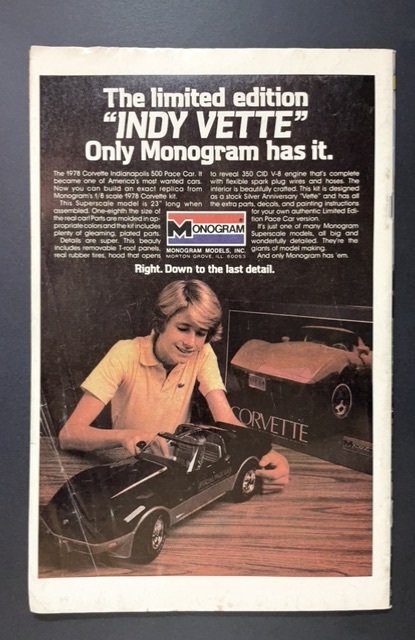 The limited edition
"INDY VETTE"
Only Monogram has it.
The 1978 Corvette Indianapolis 500 Pace Car. It
became one of America's most wanted cars.
Now you can build an exact replica from
Monogram's 1/8 scale 1978 Corvette kit.
This Superscale model is 23" long when
assembled. One-eighth the size of
the real car! Parts are molded in ap-
propriate colors and the kit includes
plenty of gleaming, plated parts.
Details are super. This beauty
includes removable T-roof panels,
real rubber tires, hood that opens
to reveal 350 CID V-8 engine that's complete
with flexible spark plug wires and hoses. The
interior is beautifully crafted. This kit is designed
as a stock Silver Anniversary "Vette" and has all
the extra parts, decals, and painting instructions
for your own authentic Limited Edi-
tion Pace Car version.
It's just one of many Monogram
Superscale models, all big and
wonderfully detailed. They're the
giants of model making.
And only Monogram has 'em.
MONOGRAM
MONOGRAM MODELS, INC.
MORTON GROVE, ILL. 60053
Right. Down to the last detail.
CORVETTE